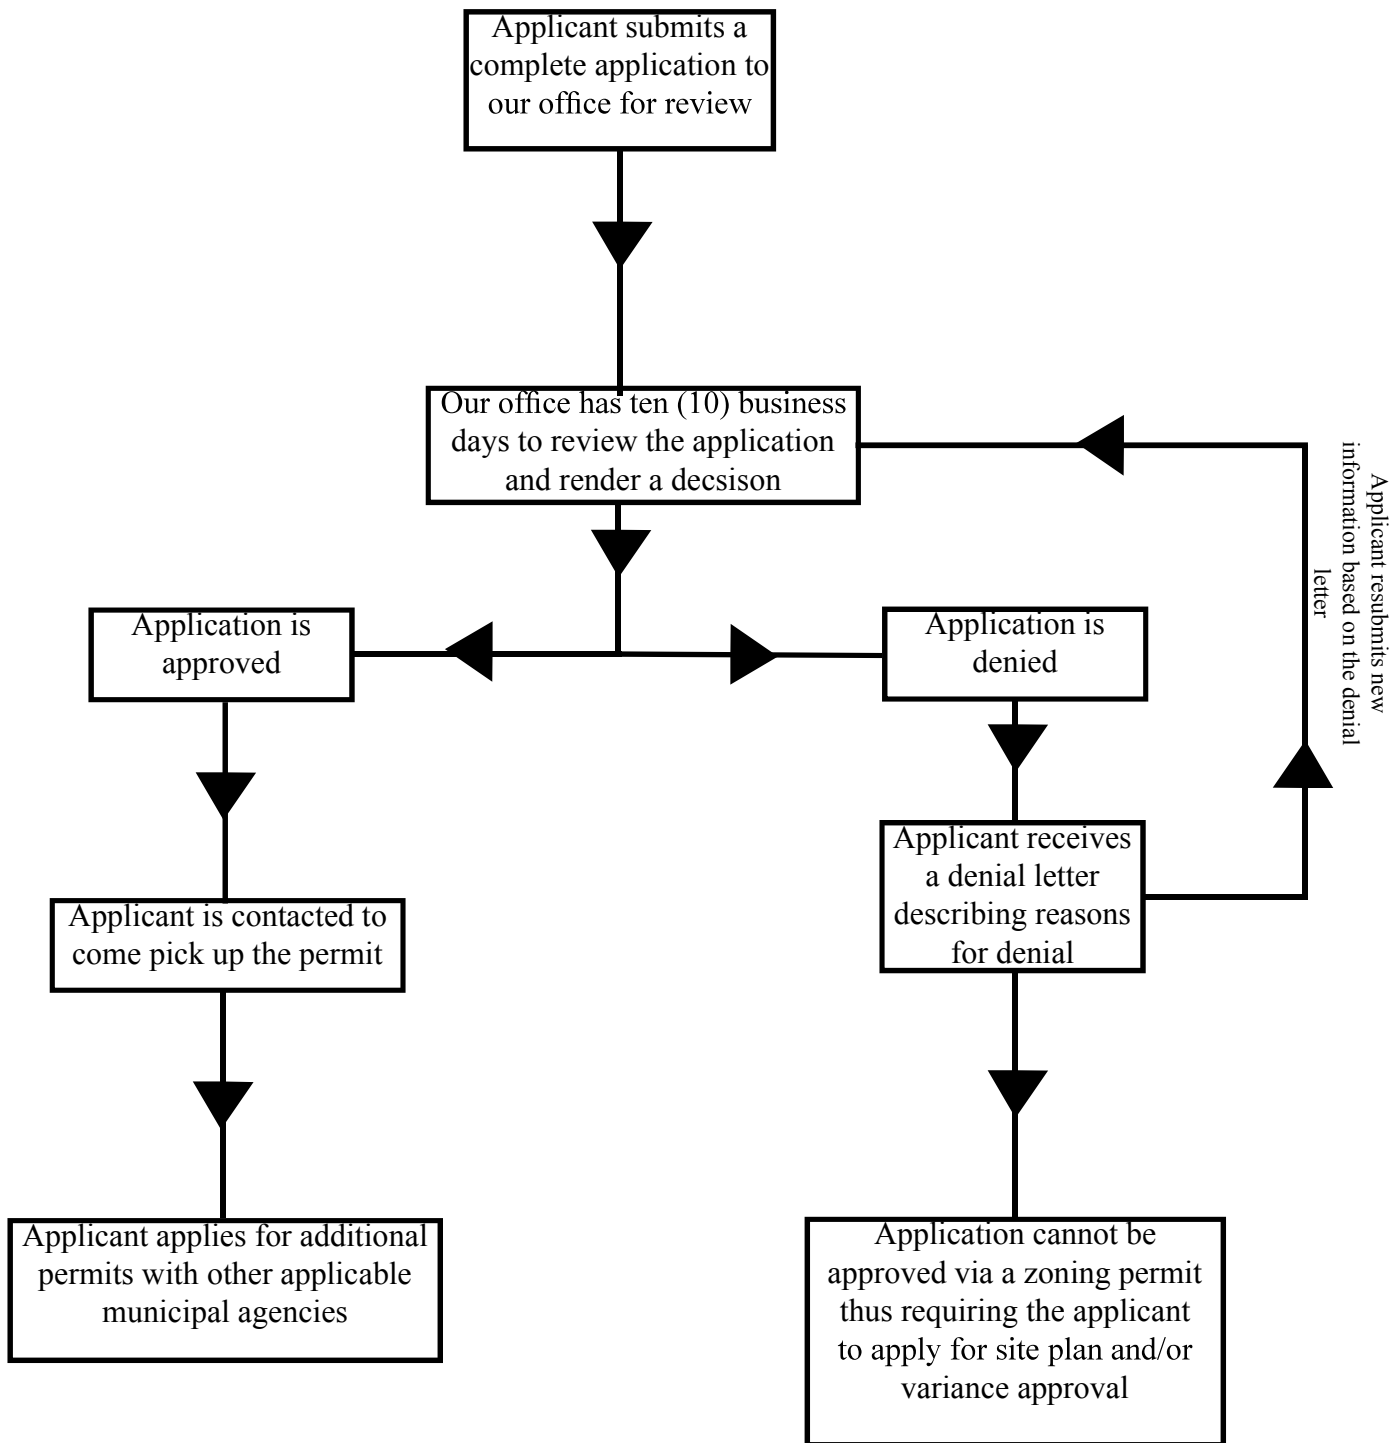 Applicant submits a
complete application to
our office for review
Our office has ten (10) business
days to review the application
and render a decsison
Applicant resubmits new
information based on the denial
letter
Application is
approved
Application is
denied
Applicant receives
a denial letter
describing reasons
for denial
Applicant is contacted to
come pick up the permit
Applicant applies for additional
permits with other applicable
municipal agencies
Application cannot be
approved via a zoning permit
thus requiring the applicant
to apply for site plan and/or
variance approval